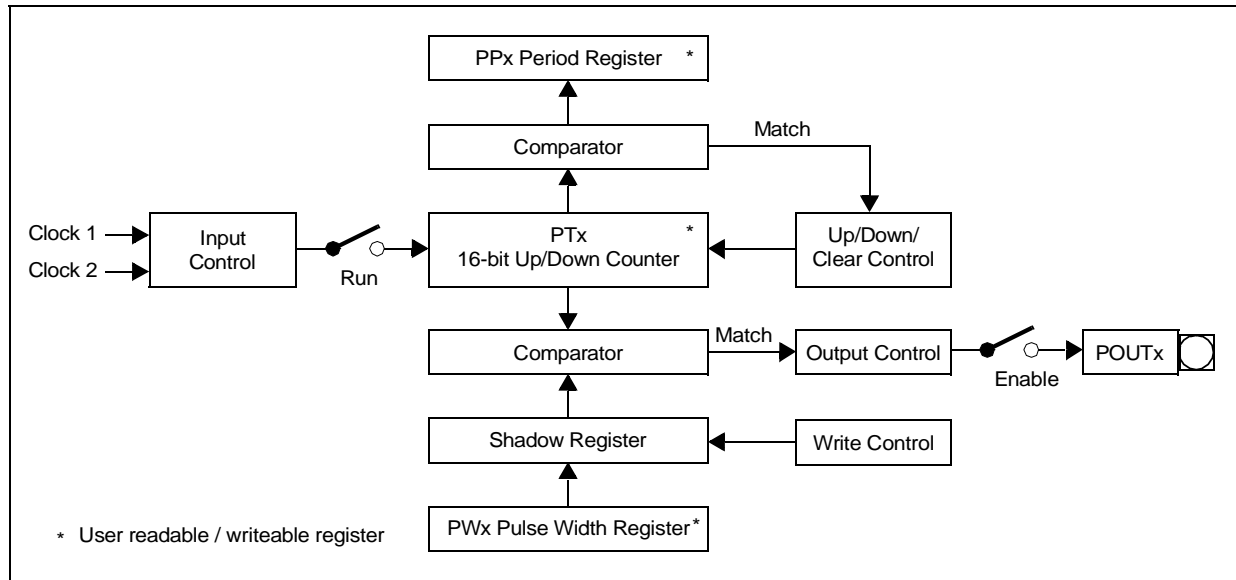 PPx Period Register *
Comparator
Match
Clock 1
Clock 2
Input
Control
Run
PTx *
16-bit Up/Down Counter
Up/Down/
Clear Control
Comparator
Match
Output Control
Enable
POUTx
Shadow Register
Write Control
PWx Pulse Width Register *
* User readable / writeable register